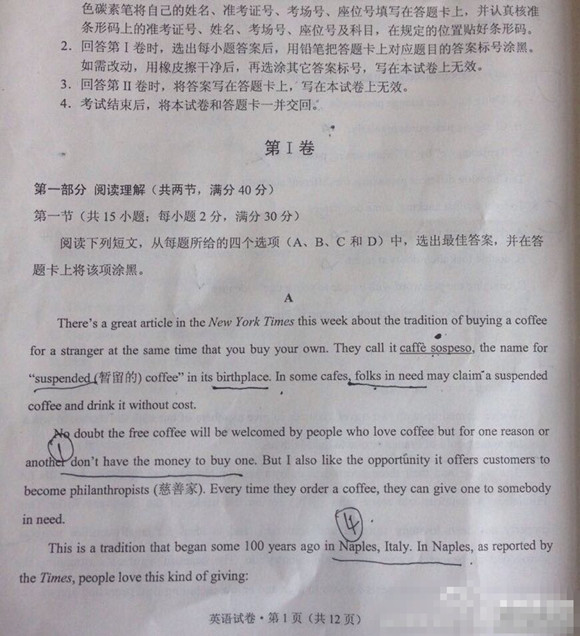 色碳素笔将自己的姓名、准考证号、考场号、座位号填写在答题卡上，并认真核准
条形码上的准考证号、姓名、考场号、座位号及科目，在规定的位置贴好条形码。
2. 回答第 I 卷时，选出每小题答案后，用铅笔把答题卡上对应题目的答案标号涂黑。
如需改动，用橡皮擦干净后，再选涂其它答案标号，写在本试卷上无效。
3. 回答第 II 卷时，将答案写在答题卡上，写在本试卷上无效。
4. 考试结束后，将本试卷和答题卡一并交回。
第 I 卷
第一部分 阅读理解（共两节，满分 40 分）
第一节（共 15 小题；每小题 2 分，满分 30 分）
阅读下列短文，从每题所给的四个选项（A、B、C 和 D）中，选出最佳答案，并在答
题卡上将该项涂黑。
A
There's a great article in the New York Times this week about the tradition of buying a coffee
for a stranger at the same time that you buy your own. They call it caffè sospeso, the name for
“suspended (暂留的) coffee” in its birthplace. In some cafes, folks in need may claim a suspended
coffee and drink it without cost.
No doubt the free coffee will be welcomed by people who love coffee but for one reason or
1
another don't have the money to buy one. But I also like the opportunity it offers customers to
become philanthropists (慈善家). Every time they order a coffee, they can give one to somebody
in need.
4
This is a tradition that began some 100 years ago in Naples, Italy. In Naples, as reported by
the Times, people love this kind of giving:
英语试卷·第 1 页（共 12 页）